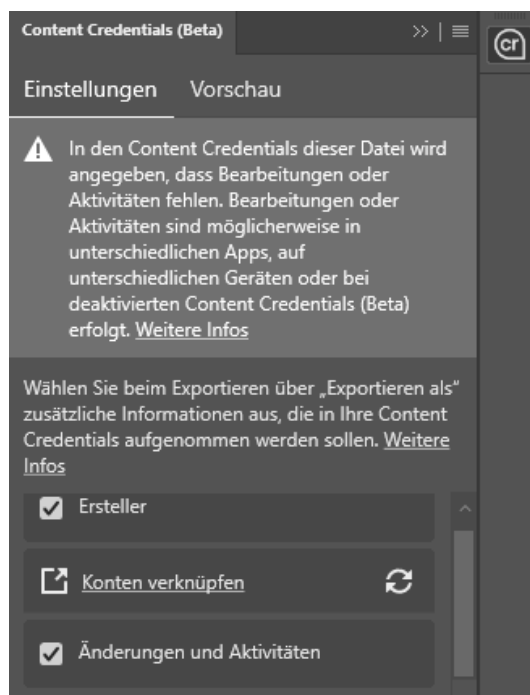 Content Credentials (Beta)
cr
Einstellungen Vorschau
In den Content Credentials dieser Datei wird
angegeben, dass Bearbeitungen oder
Aktivitäten fehlen. Bearbeitungen oder
Aktivitäten sind möglicherweise in
unterschiedlichen Apps, auf
unterschiedlichen Geräten oder bei
deaktivierten Content Credentials (Beta)
erfolgt. Weitere Infos
Wählen Sie beim Exportieren über „Exportieren als“
zusätzliche Informationen aus, die in Ihre Content
Credentials aufgenommen werden sollen. Weitere
Infos
Ersteller
Konten verknüpfen
Änderungen und Aktivitäten